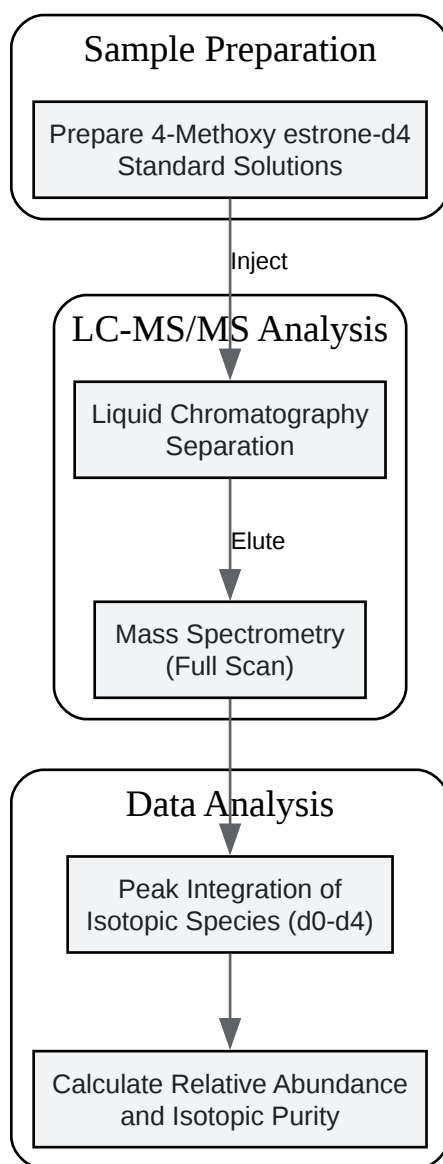 Sample Preparation
Prepare 4-Methoxy estrone-d4
Standard Solutions
Inject
LC-MS/MS Analysis
Liquid Chromatography
Separation
Elute
Mass Spectrometry
(Full Scan)
Data Analysis
Peak Integration of
Isotopic Species (d0-d4)
Calculate Relative Abundance
and Isotopic Purity